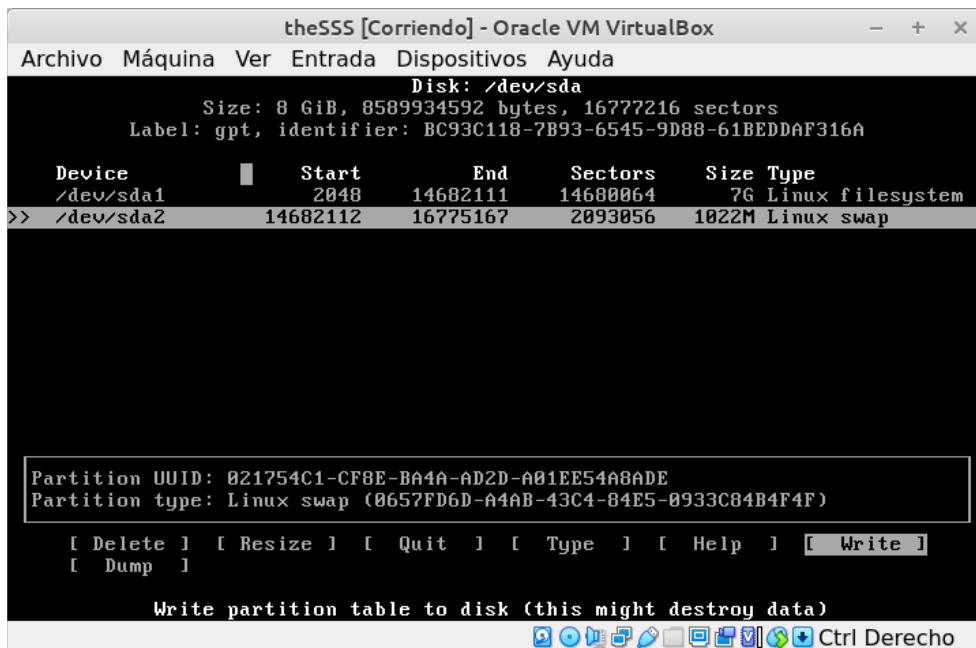 theSSS [Corriendo] - Oracle VM VirtualBox
Archivo Máquina Ver Entrada Dispositivos Ayuda
Disk: /dev/sda
Size: 8 GiB, 8589934592 bytes, 16777216 sectors
Label: gpt, identifier: BC93C118-7B93-6545-9D88-61BEDDAF316A
Device Start End Sectors Size Type
/dev/sda1 2048 14682111 14680064 7G Linux filesystem
>> /dev/sda2 14682112 16775167 2093056 1022M Linux swap
Partition UUID: 021754C1-CF8E-BA4A-AD2D-A01EE54A8ADE
Partition type: Linux swap (0657FD6D-A4AB-43C4-84E5-0933C84B4F4F)
[ Delete ] [ Resize ] [ Quit ] [ Type ] [ Help ] [ Write ]
[ Dump ]
Write partition table to disk (this might destroy data)
Ctrl Derecho